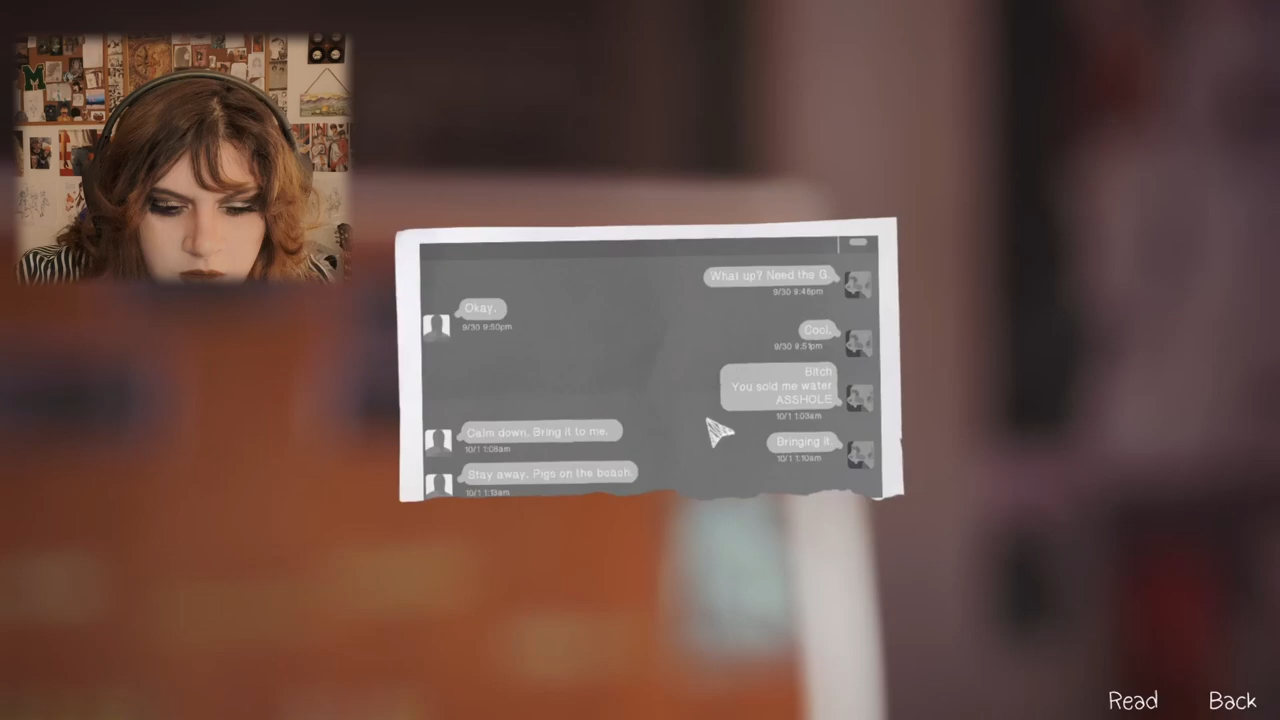 M
What up? Need the G.
9/30 9:46pm
Okay.
9/30 9:50pm
Cool.
9/30 9:51pm
Bitch
You sold me water
ASSHOLE
10/1 1:03am
Calm down. Bring it to me.
10/1 1:08am
Bringing it.
10/1 1:10am
Stay away. Pigs on the beach.
10/1 1:13am
Read
Back